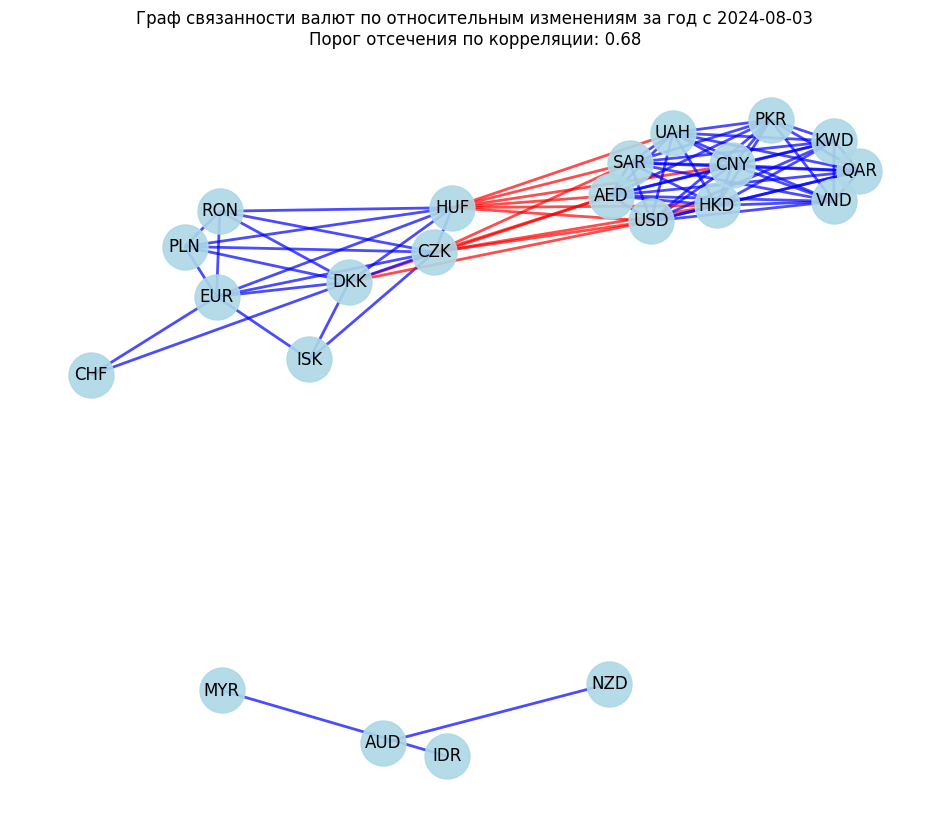 Граф связанности валют по относительным изменениям за год с 2024-08-03
Порог отсечения по корреляции: 0.68
PKR
UAH
KWD
SAR
CNY
QAR
AED
VND
HKD
USD
HUF
RON
PLN
CZK
DKK
EUR
ISK
CHF
NZD
MYR
AUD
IDR